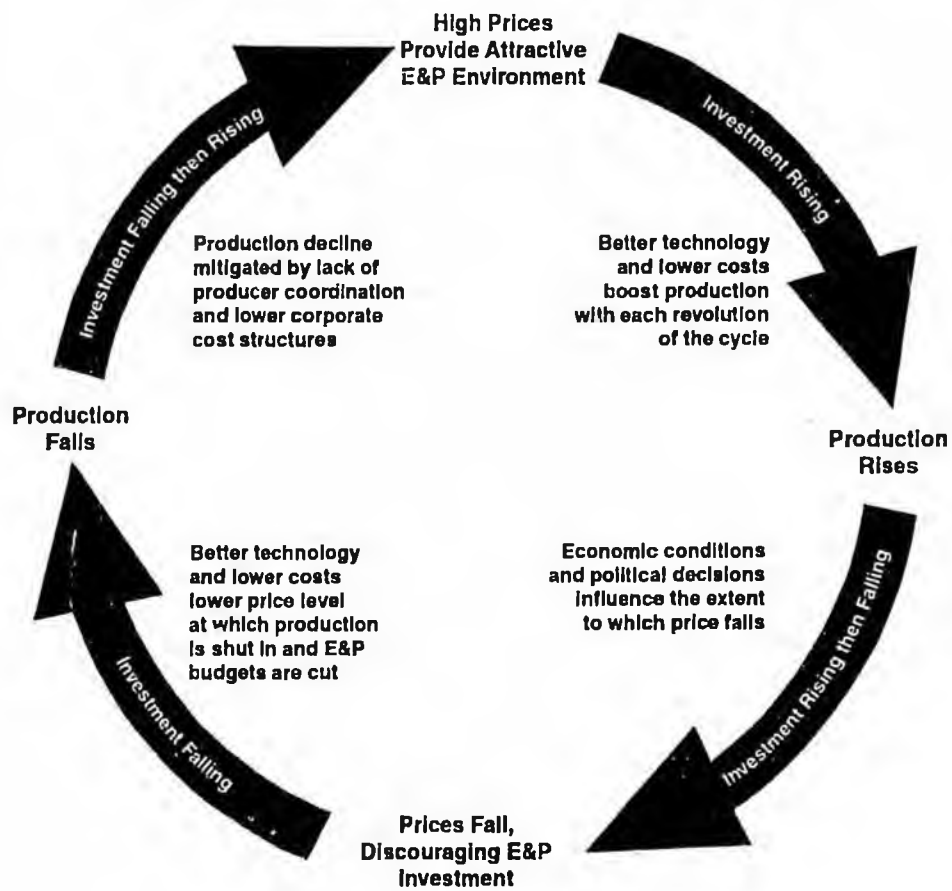 High Prices
Provide Attractive
E&P Environment
Investment Rising
Better technology
and lower costs
boost production
with each revolution
of the cycle
Production
Rises
Investment Rising then Falling
Economic conditions
and political decisions
influence the extent
to which price falls
Prices Fall,
Discouraging E&P
Investment
Investment Falling
Better technology
and lower costs
lower price level
at which production
is shut in and E&P
budgets are cut
Production
Falls
Investment Falling then Rising
Production decline
mitigated by lack of
producer coordination
and lower corporate
cost structures